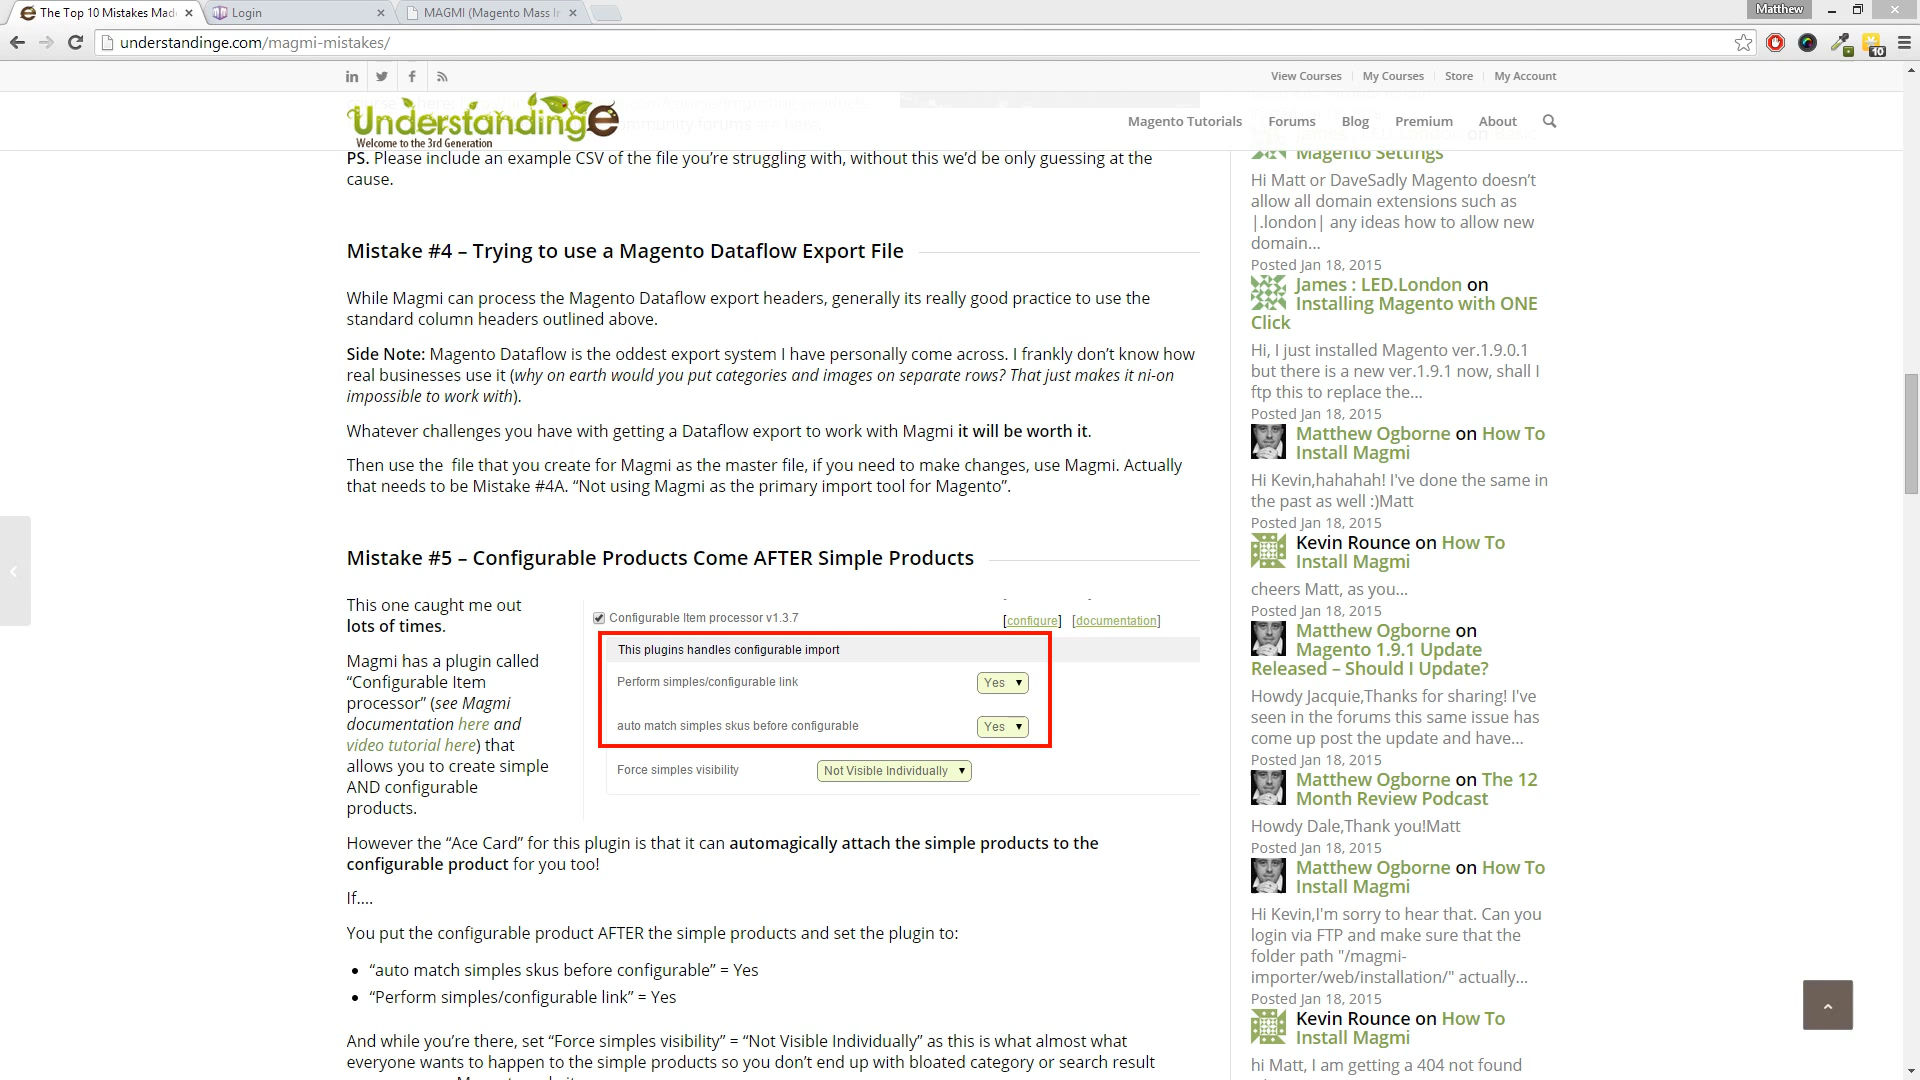 The Top 10 Mistakes Mad
Login
MAGMI (Magento Mass I
Matthew
understandinge.com/magmi-mistakes/
10
View Courses
My Courses
Store
My Account
UnderstandingE
Welcome to the 3rd Generation
Magento Tutorials
Forums
Blog
Premium
About
PS. Please include an example CSV of the file you’re struggling with, without this we’d be only guessing at the
cause.
Mistake #4 – Trying to use a Magento Dataflow Export File
While Magmi can process the Magento Dataflow export headers, generally its really good practice to use the
standard column headers outlined above.
Side Note: Magento Dataflow is the oddest export system I have personally come across. I frankly don’t know how
real businesses use it (why on earth would you put categories and images on separate rows? That just makes it ni-on
impossible to work with).
Whatever challenges you have with getting a Dataflow export to work with Magmi it will be worth it.
Then use the file that you create for Magmi as the master file, if you need to make changes, use Magmi. Actually
that needs to be Mistake #4A. “Not using Magmi as the primary import tool for Magento”.
Mistake #5 – Configurable Products Come AFTER Simple Products
This one caught me out
lots of times.
Magmi has a plugin called
“Configurable Item
processor” (see Magmi
documentation here and
video tutorial here) that
allows you to create simple
AND configurable
products.
Configurable Item processor v1.3.7
[configure] [documentation]
This plugins handles configurable import
Perform simples/configurable link
Yes
auto match simples skus before configurable
Yes
Force simples visibility
Not Visible Individually
However the “Ace Card” for this plugin is that it can automagically attach the simple products to the
configurable product for you too!
If....
You put the configurable product AFTER the simple products and set the plugin to:
“auto match simples skus before configurable” = Yes
“Perform simples/configurable link” = Yes
And while you’re there, set “Force simples visibility” = “Not Visible Individually” as this is what almost what
everyone wants to happen to the simple products so you don’t end up with bloated category or search result
Magento Settings
Hi Matt or DaveSadly Magento doesn’t
allow all domain extensions such as
|.london| any ideas how to allow new
domain...
Posted Jan 18, 2015
James : LED.London on
Installing Magento with ONE
Click
Hi, I just installed Magento ver.1.9.0.1
but there is a new ver.1.9.1 now, shall I
ftp this to replace the...
Posted Jan 18, 2015
Matthew Ogborne on How To
Install Magmi
Hi Kevin,hahahah! I've done the same in
the past as well :)Matt
Posted Jan 18, 2015
Kevin Rounce on How To
Install Magmi
cheers Matt, as you...
Posted Jan 18, 2015
Matthew Ogborne on
Magento 1.9.1 Update
Released – Should I Update?
Howdy Jacquie,Thanks for sharing! I've
seen in the forums this same issue has
come up post the update and have...
Posted Jan 18, 2015
Matthew Ogborne on The 12
Month Review Podcast
Howdy Dale,Thank you!Matt
Posted Jan 18, 2015
Matthew Ogborne on How To
Install Magmi
Hi Kevin,I'm sorry to hear that. Can you
login via FTP and make sure that the
folder path "/magmi-
importer/web/installation/" actually...
Posted Jan 18, 2015
Kevin Rounce on How To
Install Magmi
hi Matt, I am getting a 404 not found